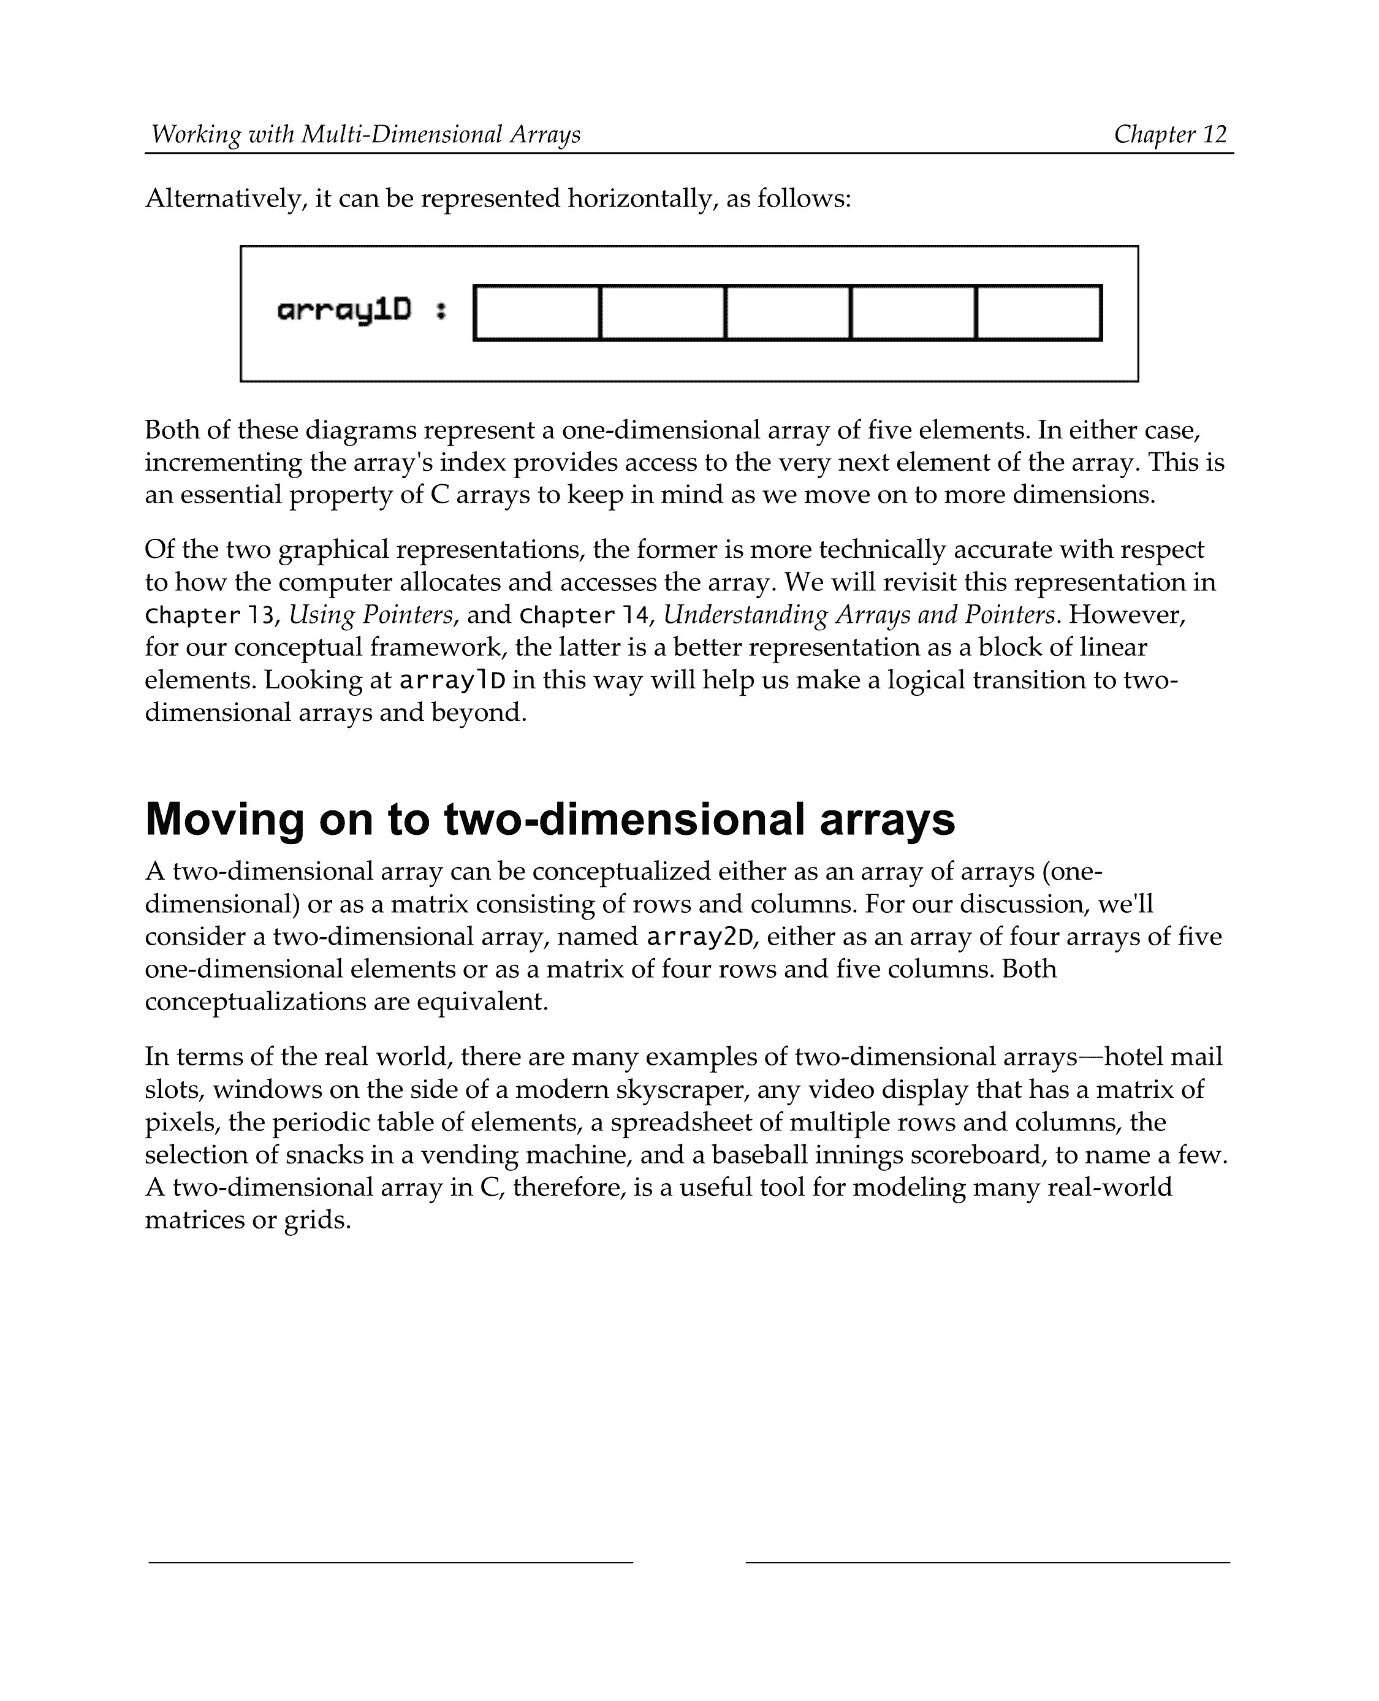 Working with Multi-Dimensional Arrays Chapter 12
Alternatively, it can be represented horizontally, as follows:
array1D :
Both of these diagrams represent a one-dimensional array of five elements. In either case,
incrementing the array's index provides access to the very next element of the array. This is
an essential property of C arrays to keep in mind as we move on to more dimensions.
Of the two graphical representations, the former is more technically accurate with respect
to how the computer allocates and accesses the array. We will revisit this representation in
Chapter 13, Using Pointers, and Chapter 14, Understanding Arrays and Pointers. However,
for our conceptual framework, the latter is a better representation as a block of linear
elements. Looking at array1D in this way will help us make a logical transition to two-
dimensional arrays and beyond.
Moving on to two-dimensional arrays
A two-dimensional array can be conceptualized either as an array of arrays (one-
dimensional) or as a matrix consisting of rows and columns. For our discussion, we'll
consider a two-dimensional array, named array2D, either as an array of four arrays of five
one-dimensional elements or as a matrix of four rows and five columns. Both
conceptualizations are equivalent.
In terms of the real world, there are many examples of two-dimensional arrays—hotel mail
slots, windows on the side of a modern skyscraper, any video display that has a matrix of
pixels, the periodic table of elements, a spreadsheet of multiple rows and columns, the
selection of snacks in a vending machine, and a baseball innings scoreboard, to name a few.
A two-dimensional array in C, therefore, is a useful tool for modeling many real-world
matrices or grids.